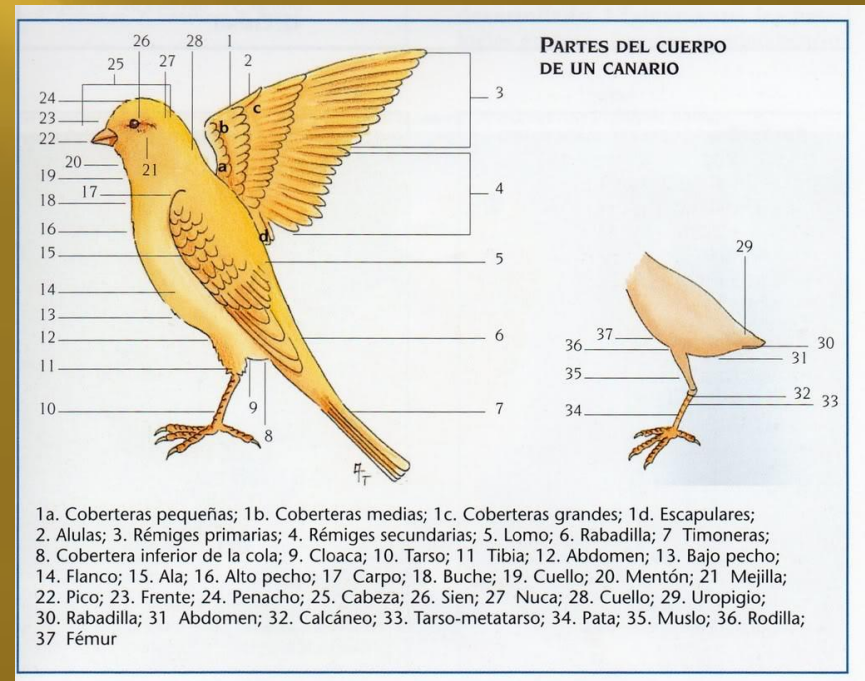 PARTES DEL CUERPO
DE UN CANARIO
26
28
1
25
27
2
24
23
22
20
19
18
17
21
16
15
14
13
12
11
10
9
8
a
b
c
d
3
4
5
6
7
29
37
36
35
34
30
31
32
33
1a. Coberteras pequeñas; 1b. Coberteras medias; 1c. Coberteras grandes; 1d. Escapulares;
2. Alulas; 3. Rémiges primarias; 4. Rémiges secundarias; 5. Lomo; 6. Rabadilla; 7 Timoneras;
8. Cobertera inferior de la cola; 9. Cloaca; 10. Tarso; 11 Tibia; 12. Abdomen; 13. Bajo pecho;
14. Flanco; 15. Ala; 16. Alto pecho; 17 Carpo; 18. Buche; 19. Cuello; 20. Mentón; 21 Mejilla;
22. Pico; 23. Frente; 24. Penacho; 25. Cabeza; 26. Sien; 27 Nuca; 28. Cuello; 29. Uropigio;
30. Rabadilla; 31 Abdomen; 32. Calcáneo; 33. Tarso-metatarso; 34. Pata; 35. Muslo; 36. Rodilla;
37 Fémur